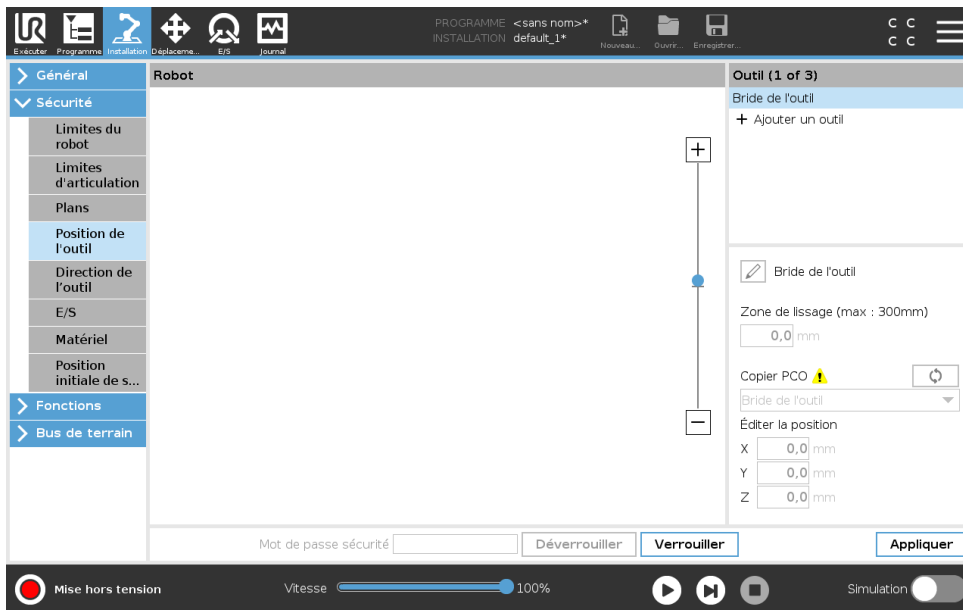 PROGRAMME <sans nom>*
INSTALLATION default_1*
Exécuter Programme Installation Déplaceme... E/S Journal
Nouveau... Ouvrir... Enregistrer...
C C
C C
Général
Sécurité
Limites du
robot
Limites
d'articulation
Plans
Position de
l'outil
Direction de
l'outil
E/S
Matériel
Position
initiale de s...
Fonctions
Bus de terrain
Robot
Outil (1 of 3)
Bride de l'outil
+ Ajouter un outil
Bride de l'outil
Zone de lissage (max : 300mm)
0,0 mm
Copier PCO
Bride de l'outil
Éditer la position
X 0,0 mm
Y 0,0 mm
Z 0,0 mm
Mot de passe sécurité Déverrouiller Verrouiller Appliquer
Mise hors tension Vitesse 100% Simulation